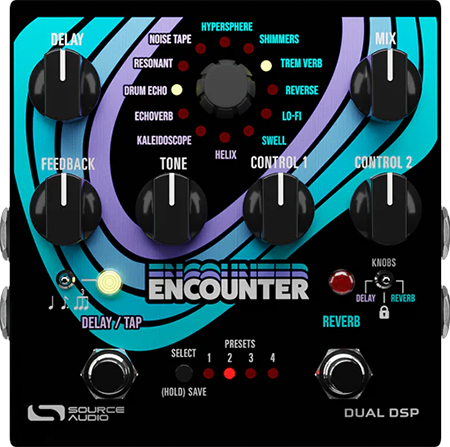 HYPERSPHERE
DELAY
NOISE TAPE
SHIMMERS
MIX
RESONANT
TREM VERB
DRUM ECHO
REVERSE
ECHOVERB
LO-FI
KALEIDOSCOPE
SWELL
HELIX
FEEDBACK
TONE
CONTROL 1
CONTROL 2
ENCOUNTER
KNOBS
DELAY
REVERB
DELAY / TAP
REVERB
SELECT
PRESETS
1 2 3 4
(HOLD) SAVE
SOURCE
AUDIO
DUAL DSP